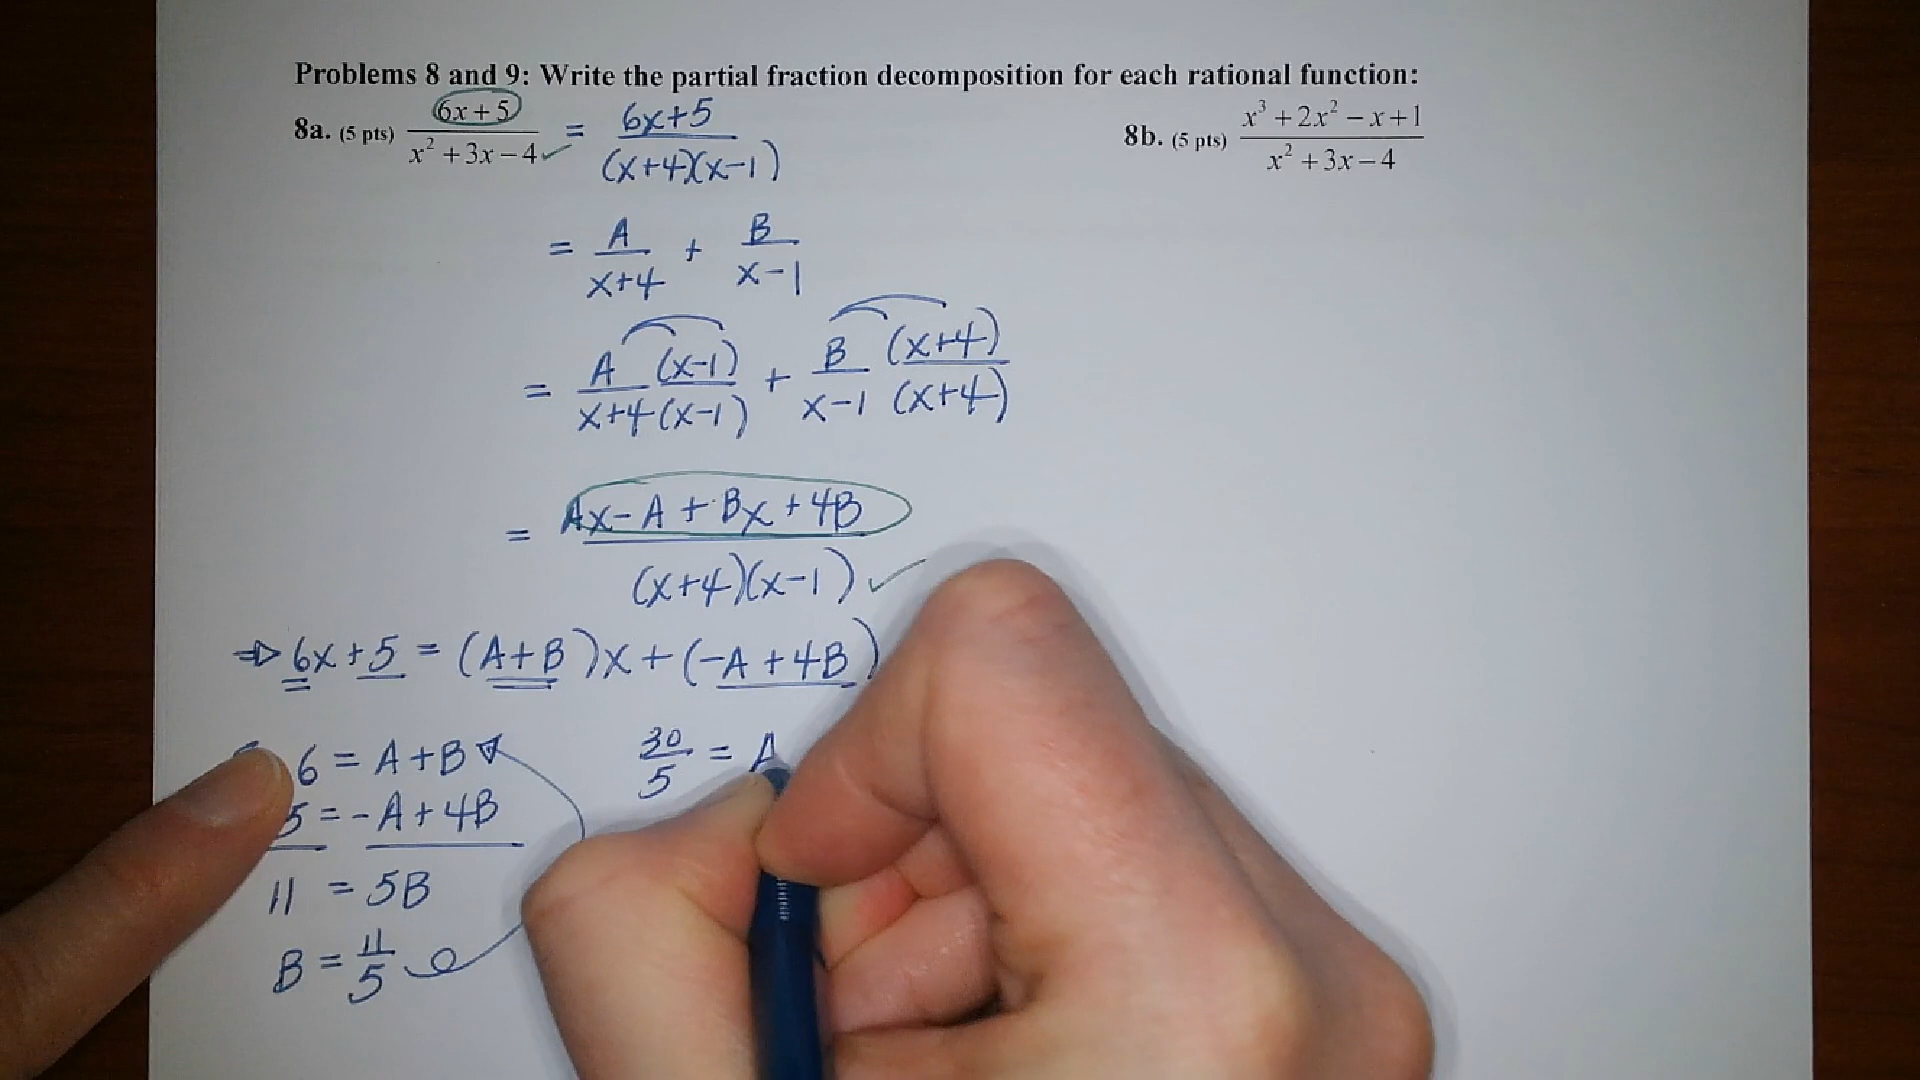 Problems 8 and 9: Write the partial fraction decomposition for each rational function:
8a. (5 pts) (6x + 5)/(x² + 3x − 4) ✓ = (6x+5)/((x+4)(x−1))
= A/(x+4) + B/(x−1)
= A (x−1)/(x+4 (x−1)) + B (x+4)/(x−1 (x+4))
= (Ax − A + Bx + 4B)/((x+4)(x−1)) ✓
⇒ 6x + 5 = (A+B)x + (−A + 4B)
6 = A+B
5 = −A + 4B
11 = 5B
B = 11/5
30/5 = A
8b. (5 pts) (x³ + 2x² − x + 1)/(x² + 3x − 4)